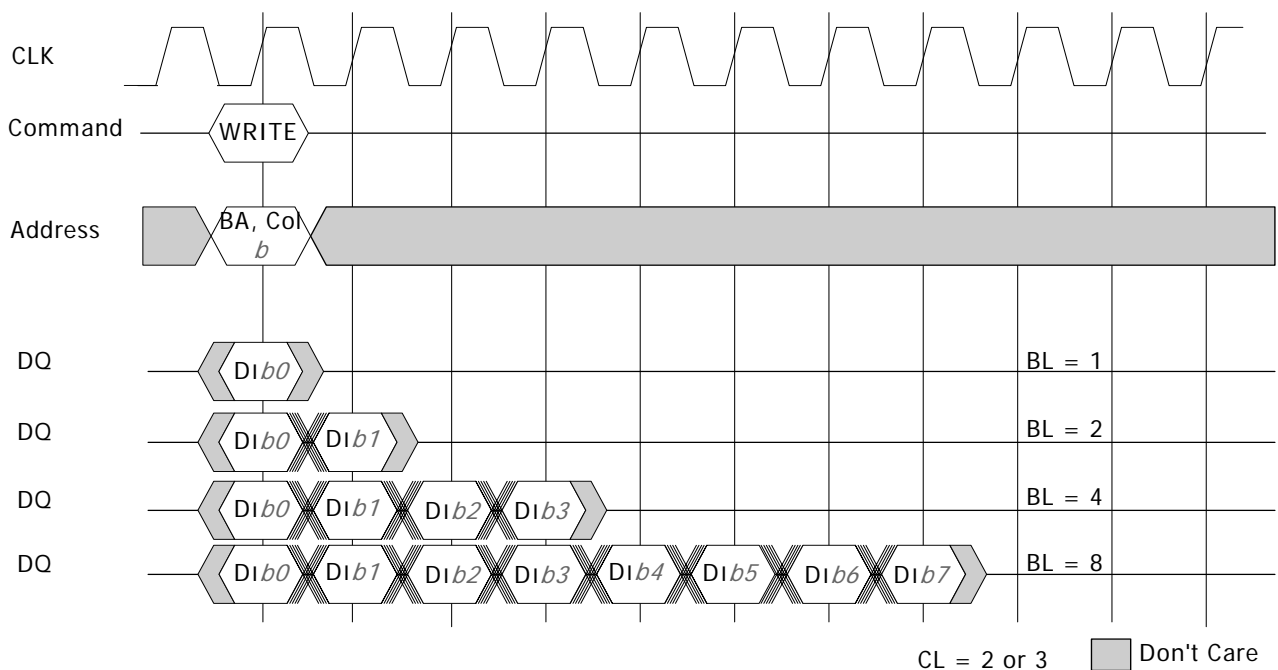 CLK
Command WRITE
Address BA, Col
b
DQ DIb0 BL = 1
DQ DIb0 DIb1 BL = 2
DQ DIb0 DIb1 DIb2 DIb3 BL = 4
DQ DIb0 DIb1 DIb2 DIb3 DIb4 DIb5 DIb6 DIb7 BL = 8
CL = 2 or 3 Don't Care